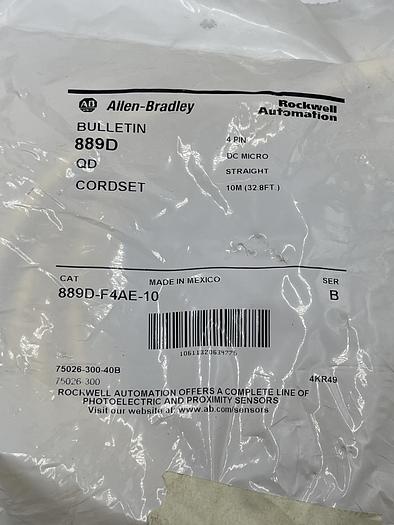 AB Allen-Bradley
Rockwell
Automation
BULLETIN
889D
QD
CORDSET
4 PIN
DC MICRO
STRAIGHT
10M (32.8FT.)
CAT
MADE IN MEXICO
SER
889D-F4AE-10
B
10611320634775
75026-300-40B
75026-300
4KR49
ROCKWELL AUTOMATION OFFERS A COMPLETE LINE OF
PHOTOELECTRIC AND PROXIMITY SENSORS
Visit our website at: www.ab.com/sensors